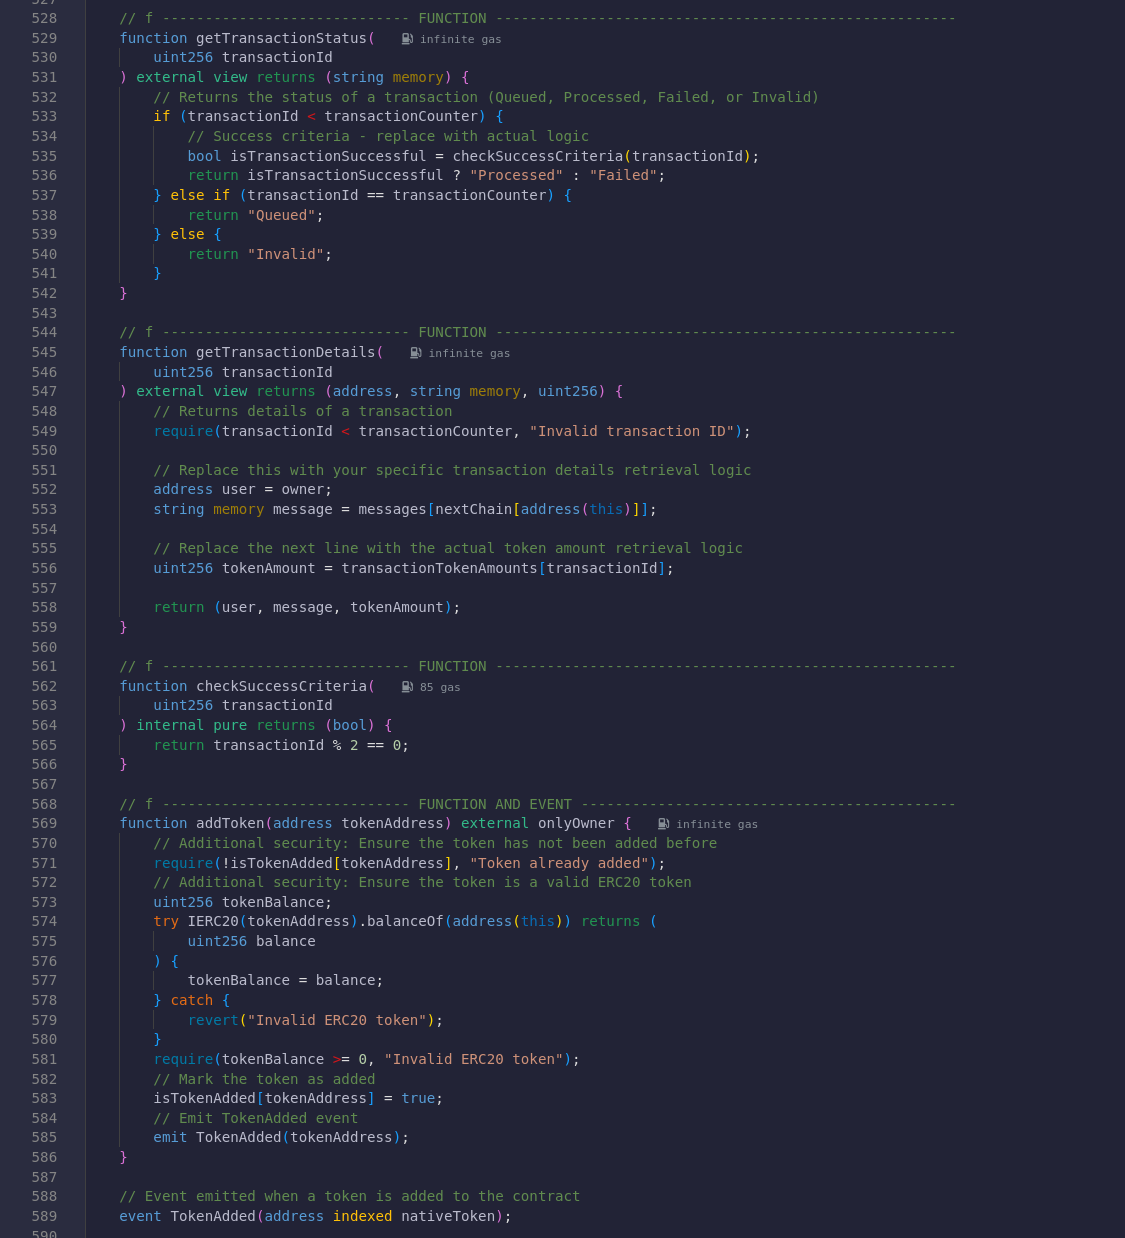 527
528 // f ----------------------------- FUNCTION ------------------------------------------------------
529 function getTransactionStatus( infinite gas
530 uint256 transactionId
531 ) external view returns (string memory) {
532 // Returns the status of a transaction (Queued, Processed, Failed, or Invalid)
533 if (transactionId < transactionCounter) {
534 // Success criteria - replace with actual logic
535 bool isTransactionSuccessful = checkSuccessCriteria(transactionId);
536 return isTransactionSuccessful ? "Processed" : "Failed";
537 } else if (transactionId == transactionCounter) {
538 return "Queued";
539 } else {
540 return "Invalid";
541 }
542 }
543
544 // f ----------------------------- FUNCTION ------------------------------------------------------
545 function getTransactionDetails( infinite gas
546 uint256 transactionId
547 ) external view returns (address, string memory, uint256) {
548 // Returns details of a transaction
549 require(transactionId < transactionCounter, "Invalid transaction ID");
550
551 // Replace this with your specific transaction details retrieval logic
552 address user = owner;
553 string memory message = messages[nextChain[address(this)]];
554
555 // Replace the next line with the actual token amount retrieval logic
556 uint256 tokenAmount = transactionTokenAmounts[transactionId];
557
558 return (user, message, tokenAmount);
559 }
560
561 // f ----------------------------- FUNCTION ------------------------------------------------------
562 function checkSuccessCriteria( 85 gas
563 uint256 transactionId
564 ) internal pure returns (bool) {
565 return transactionId % 2 == 0;
566 }
567
568 // f ----------------------------- FUNCTION AND EVENT --------------------------------------------
569 function addToken(address tokenAddress) external onlyOwner { infinite gas
570 // Additional security: Ensure the token has not been added before
571 require(!isTokenAdded[tokenAddress], "Token already added");
572 // Additional security: Ensure the token is a valid ERC20 token
573 uint256 tokenBalance;
574 try IERC20(tokenAddress).balanceOf(address(this)) returns (
575 uint256 balance
576 ) {
577 tokenBalance = balance;
578 } catch {
579 revert("Invalid ERC20 token");
580 }
581 require(tokenBalance >= 0, "Invalid ERC20 token");
582 // Mark the token as added
583 isTokenAdded[tokenAddress] = true;
584 // Emit TokenAdded event
585 emit TokenAdded(tokenAddress);
586 }
587
588 // Event emitted when a token is added to the contract
589 event TokenAdded(address indexed nativeToken);
590